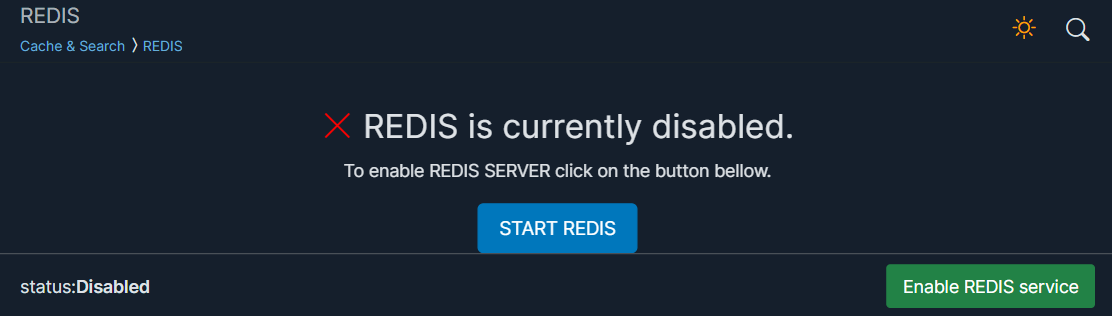 REDIS
Cache & Search ⟩ REDIS
REDIS is currently disabled.
To enable REDIS SERVER click on the button bellow.
START REDIS
status:Disabled
Enable REDIS service